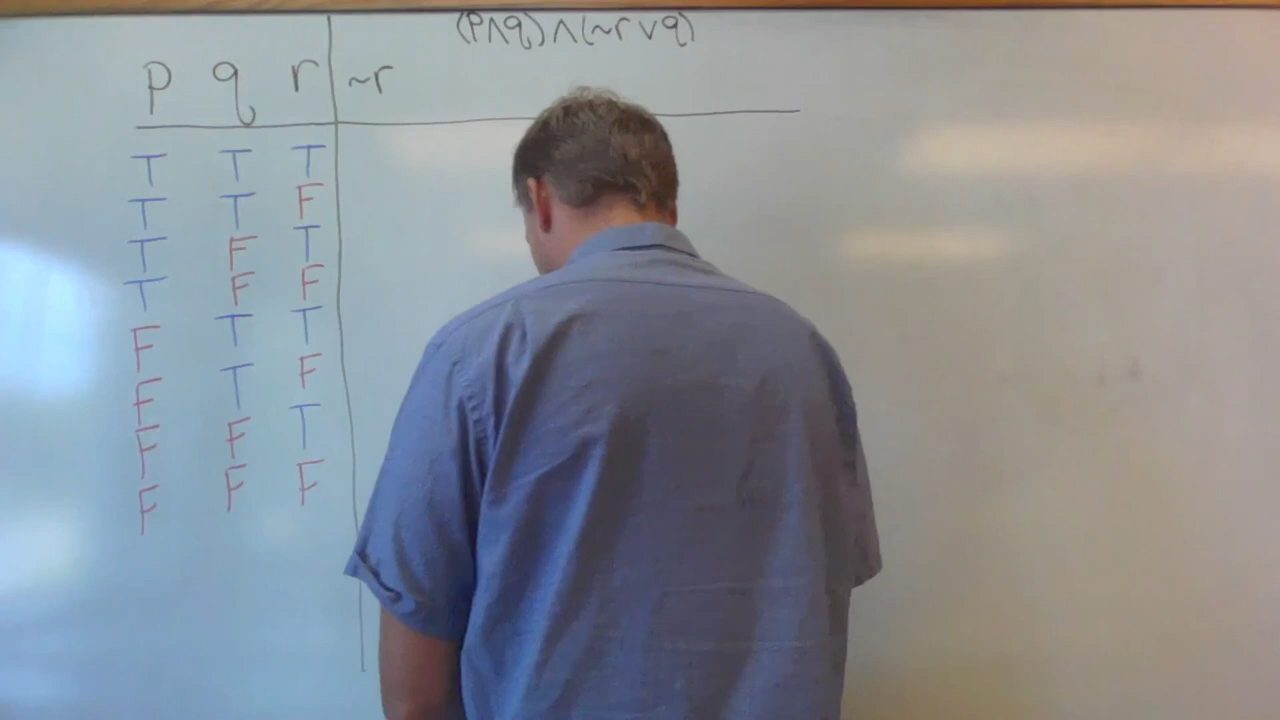 (p∧q)∧(~r∨q)
p q r ~r
T T T
T T F
T F T
T F F
F T T
F T F
F F T
F F F